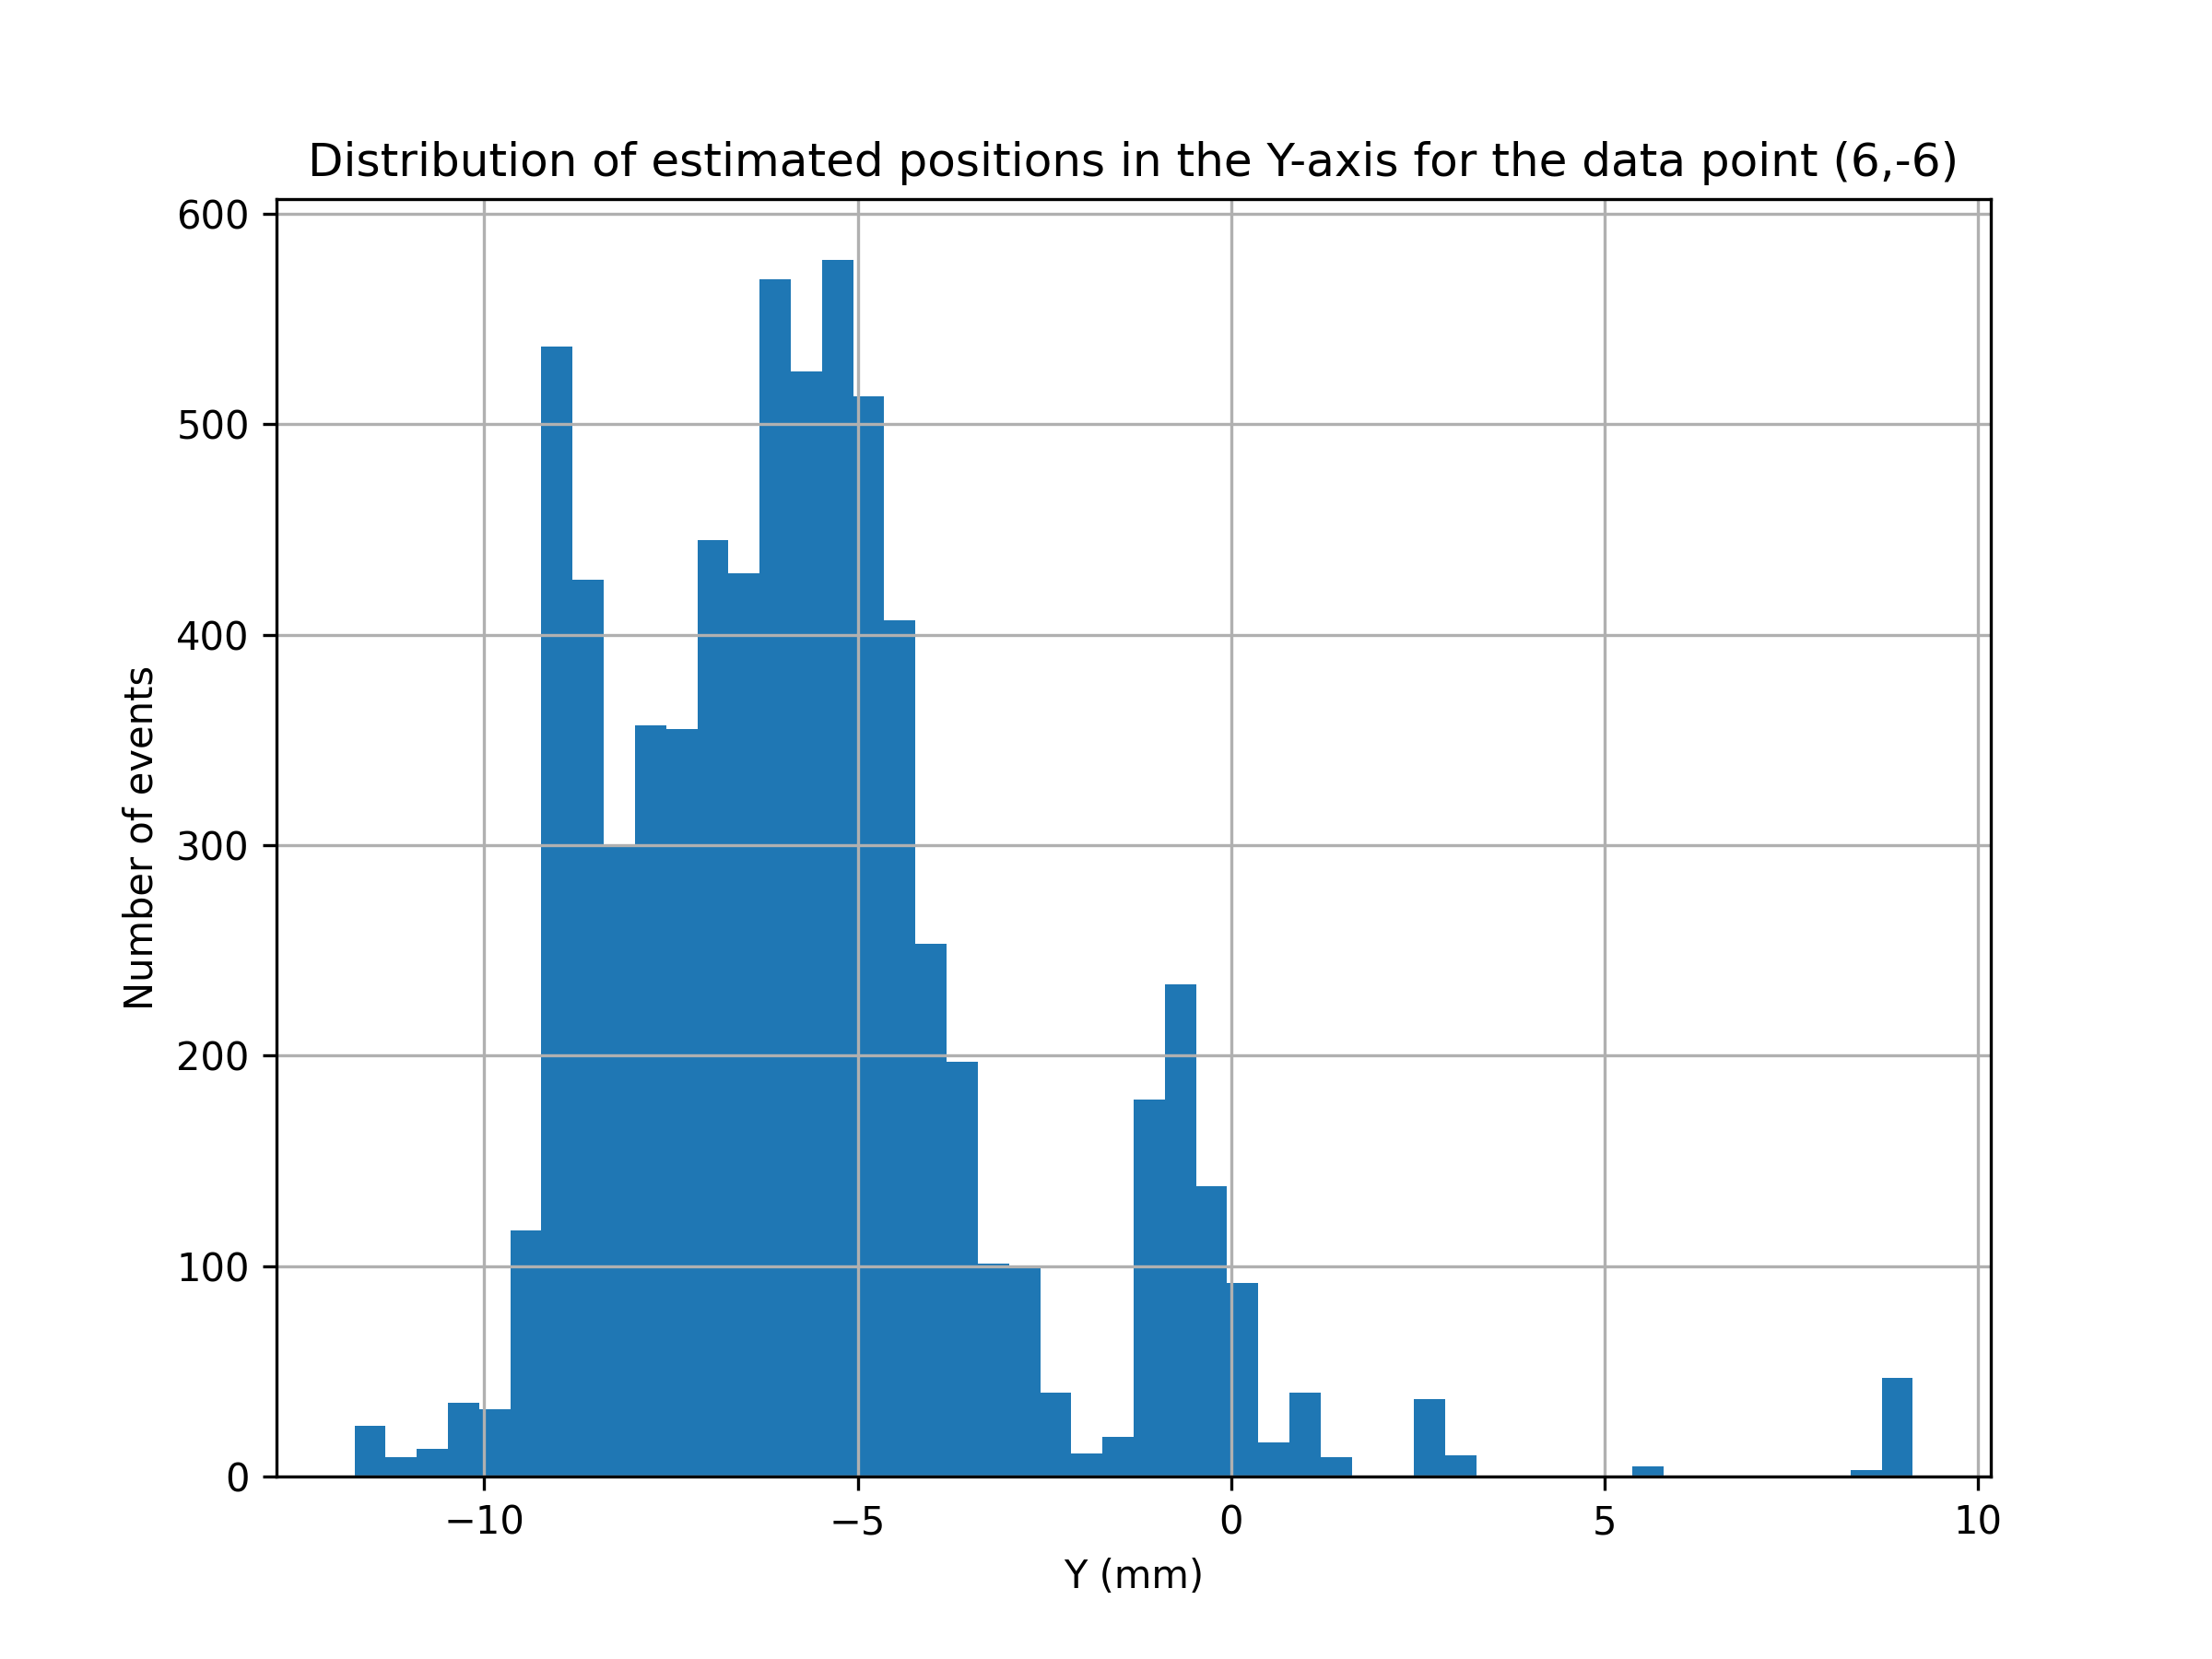 Distribution of estimated positions in the Y-axis for the data point (6,-6)
600
500
400
300
200
100
0
Number of events
−10 −5 0 5 10
Y (mm)